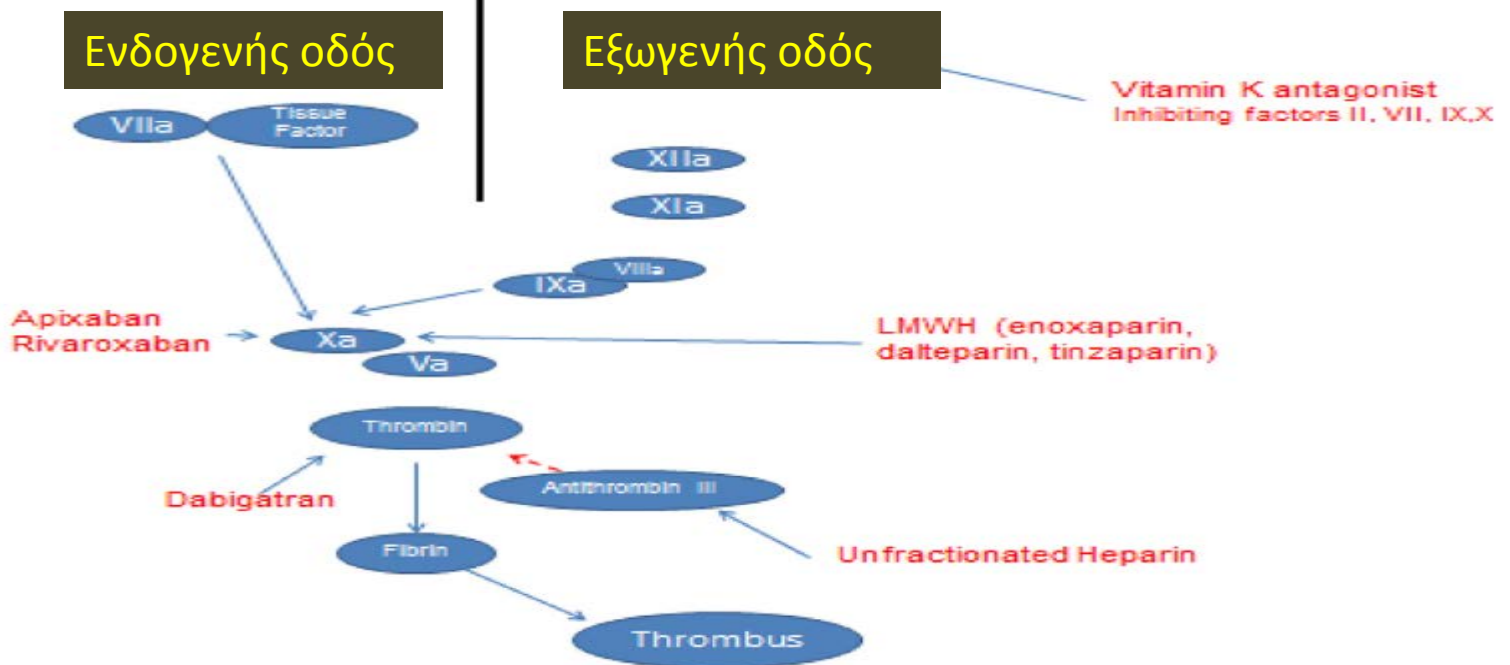 Ενδογενής οδός
Εξωγενής οδός
Vitamin K antagonist
Inhibiting factors II, VII, IX,X
VIIa
Tissue
Factor
XIIa
XIa
VIIIa
IXa
Apixaban
Rivaroxaban
Xa
LMWH (enoxaparin,
dalteparin, tinzaparin)
Va
Thrombin
Dabigatran
Antithrombin III
Fibrin
Unfractionated Heparin
Thrombus